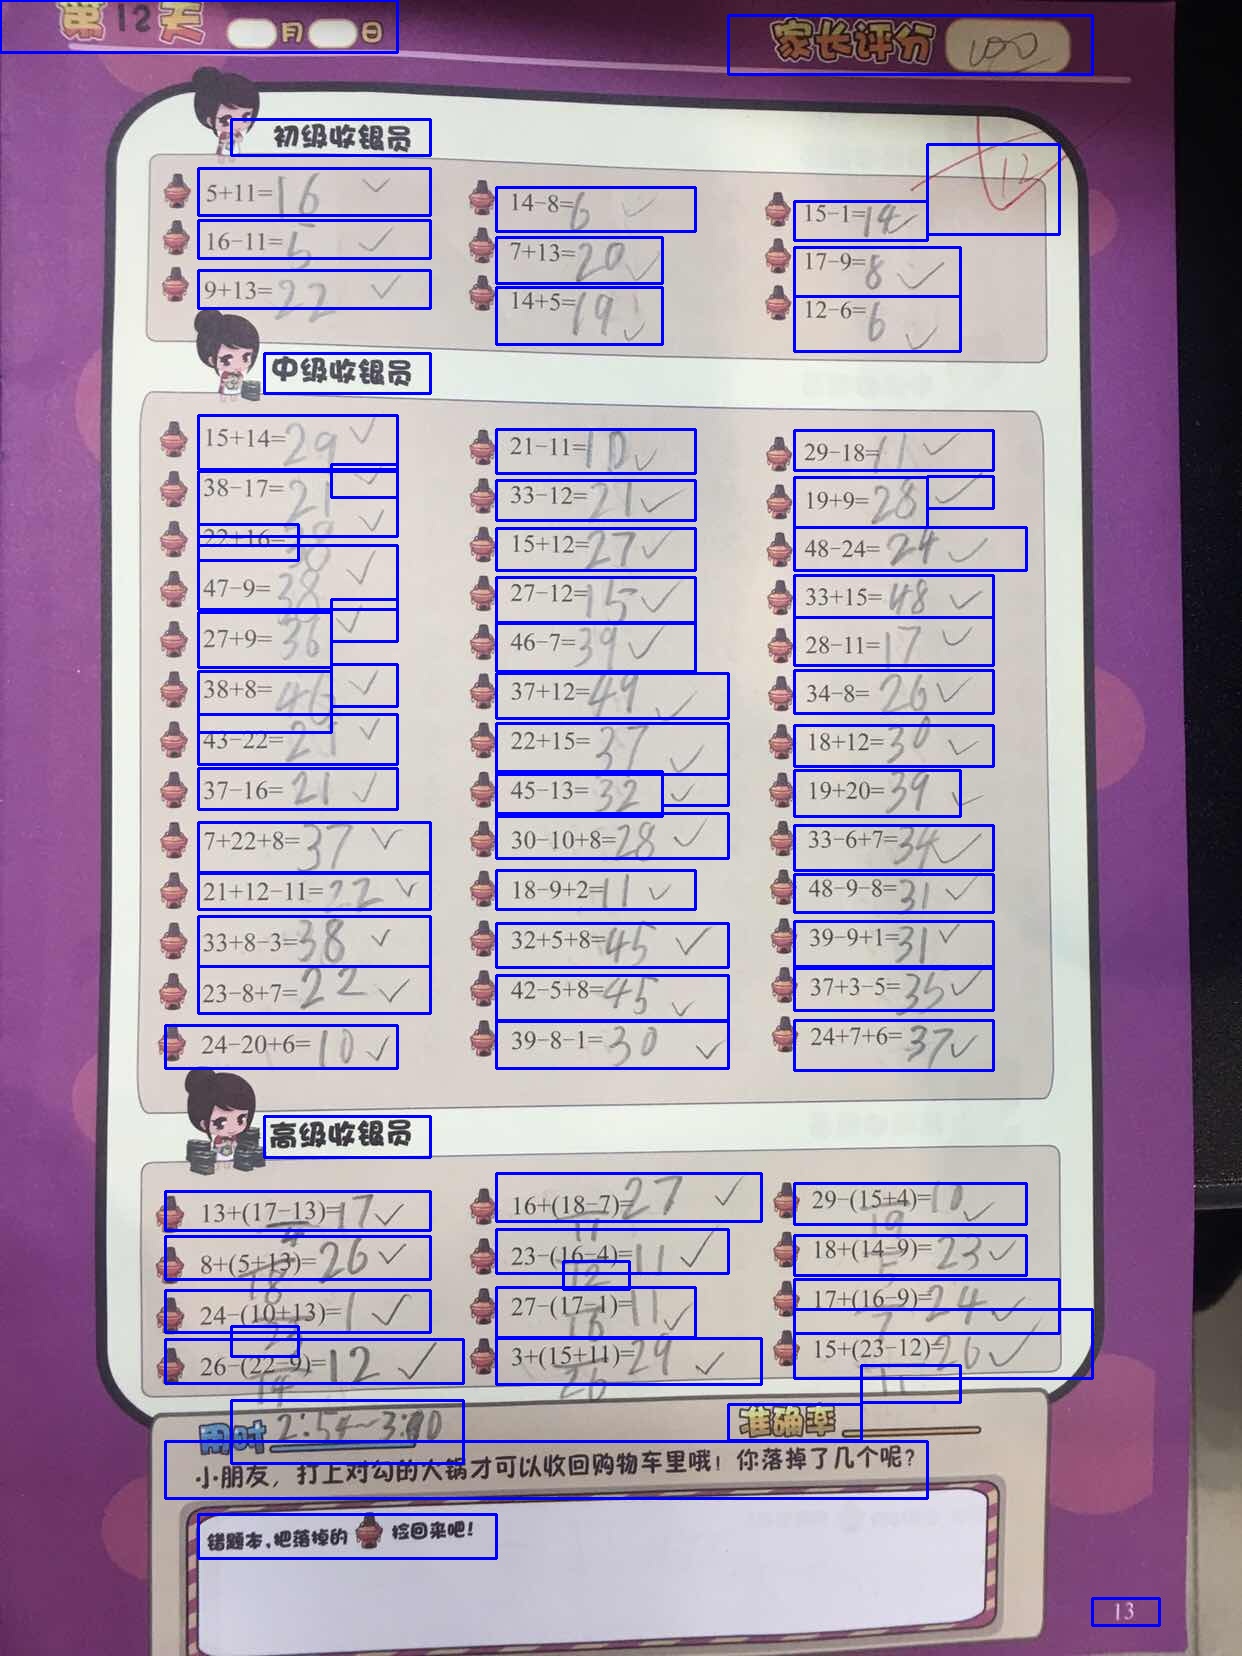 第12天 月 日
家长评分 100
初级收银员
12
5+11=16 ✓ 14-8=6 ✓ 15-1=14 ✓
16-11=5 ✓ 7+13=20 ✓ 17-9=8 ✓
9+13=22 ✓ 14+5=19 ✓ 12-6=6 ✓
中级收银员
15+14=29 ✓ 21-11=10 ✓ 29-18=11 ✓
38-17=21 ✓ 33-12=21 ✓ 19+9=28 ✓
22+16=38 ✓ 15+12=27 ✓ 48-24=24 ✓
47-9=38 ✓ 27-12=15 ✓ 33+15=48 ✓
27+9=36 ✓ 46-7=39 ✓ 28-11=17 ✓
38+8=46 ✓ 37+12=49 ✓ 34-8=26 ✓
43-22=21 ✓ 22+15=37 ✓ 18+12=30 ✓
37-16=21 ✓ 45-13=32 ✓ 19+20=39 ✓
7+22+8=37 ✓ 30-10+8=28 ✓ 33-6+7=34 ✓
21+12-11=22 ✓ 18-9+2=11 ✓ 48-9-8=31 ✓
33+8-3=38 ✓ 32+5+8=45 ✓ 39-9+1=31 ✓
23-8+7=22 ✓ 42-5+8=45 ✓ 37+3-5=35 ✓
24-20+6=10 ✓ 39-8-1=30 ✓ 24+7+6=37 ✓
高级收银员
13+(17-13)=17 ✓ 16+(18-7)=27 ✓ 29-(15+4)=10 ✓
4 11 19
8+(5+13)=26 ✓ 23-(16-4)=11 ✓ 18+(14-9)=23 ✓
18 12 5
24-(10+13)=1 ✓ 27-(17-1)=11 ✓ 17+(16-9)=24 ✓
23 16 7
26-(22-9)=12 ✓ 3+(15+11)=29 ✓ 15+(23-12)=26 ✓
14 26 11
用时 2:54~3:00 准确率
小朋友，打上对勾的火锅才可以收回购物车里哦！你落掉了几个呢？
错题本，把落掉的 捡回来吧！
13